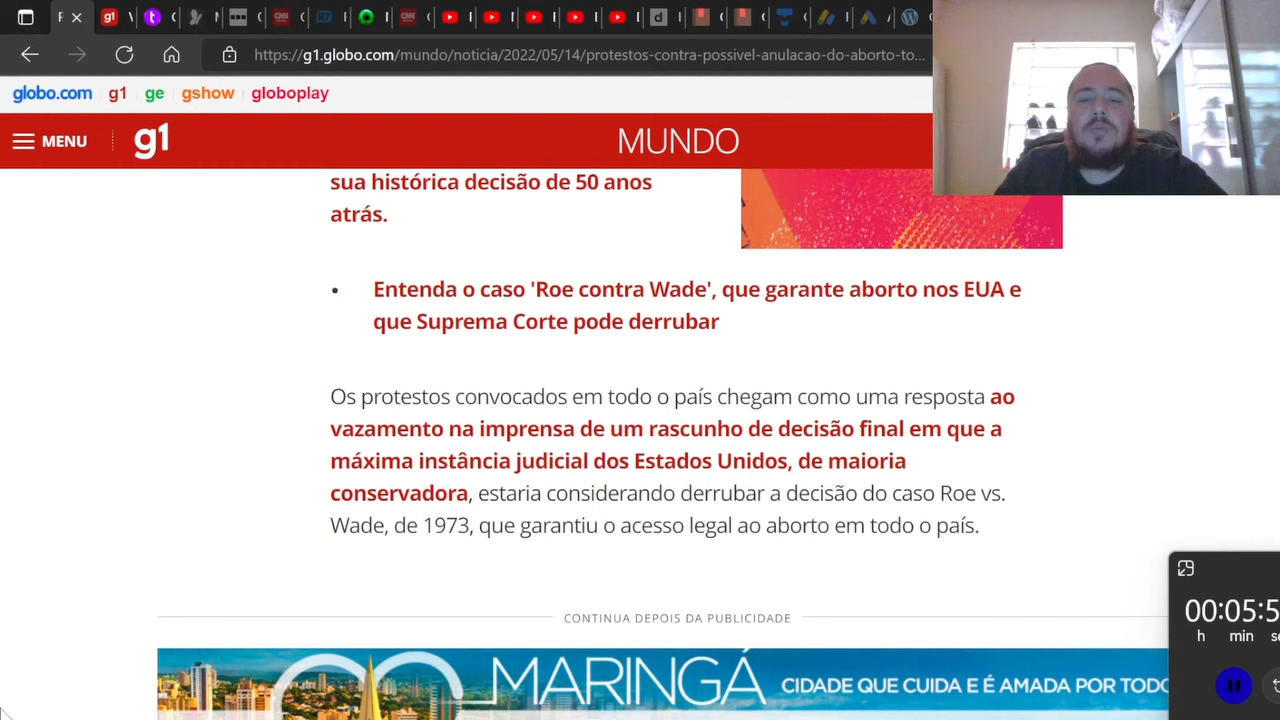 https://g1.globo.com/mundo/noticia/2022/05/14/protestos-contra-possivel-anulacao-do-aborto-to...
globo.com g1 ge gshow globoplay
MENU g1 MUNDO
sua histórica decisão de 50 anos
atrás.
• Entenda o caso 'Roe contra Wade', que garante aborto nos EUA e
que Suprema Corte pode derrubar
Os protestos convocados em todo o país chegam como uma resposta ao
vazamento na imprensa de um rascunho de decisão final em que a
máxima instância judicial dos Estados Unidos, de maioria
conservadora, estaria considerando derrubar a decisão do caso Roe vs.
Wade, de 1973, que garantiu o acesso legal ao aborto em todo o país.
00:05:5
h min se
CONTINUA DEPOIS DA PUBLICIDADE
MARINGÁ CIDADE QUE CUIDA E É AMADA POR TODO